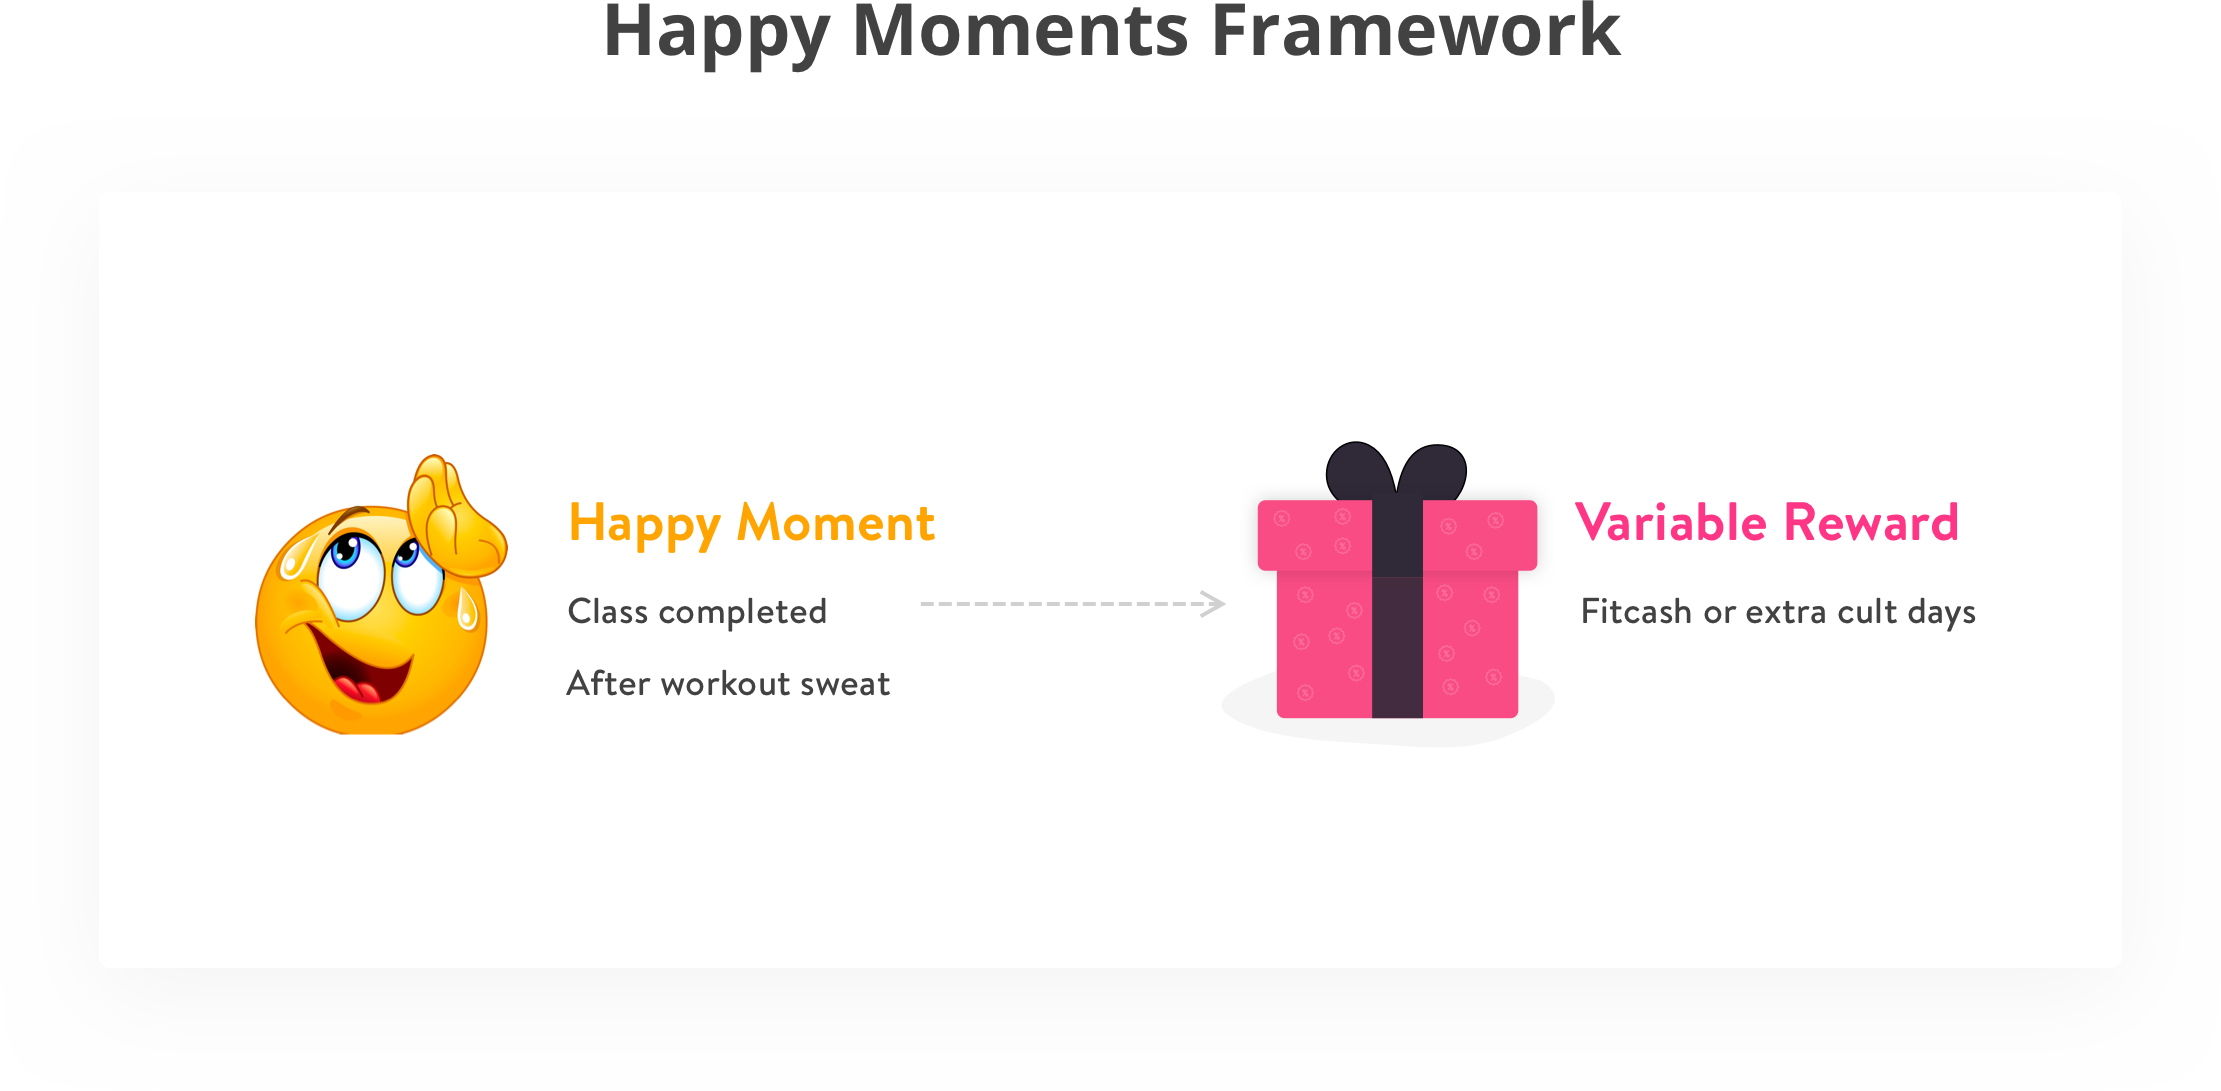 Happy Moments Framework
Happy Moment
Class completed
After workout sweat
Variable Reward
Fitcash or extra cult days